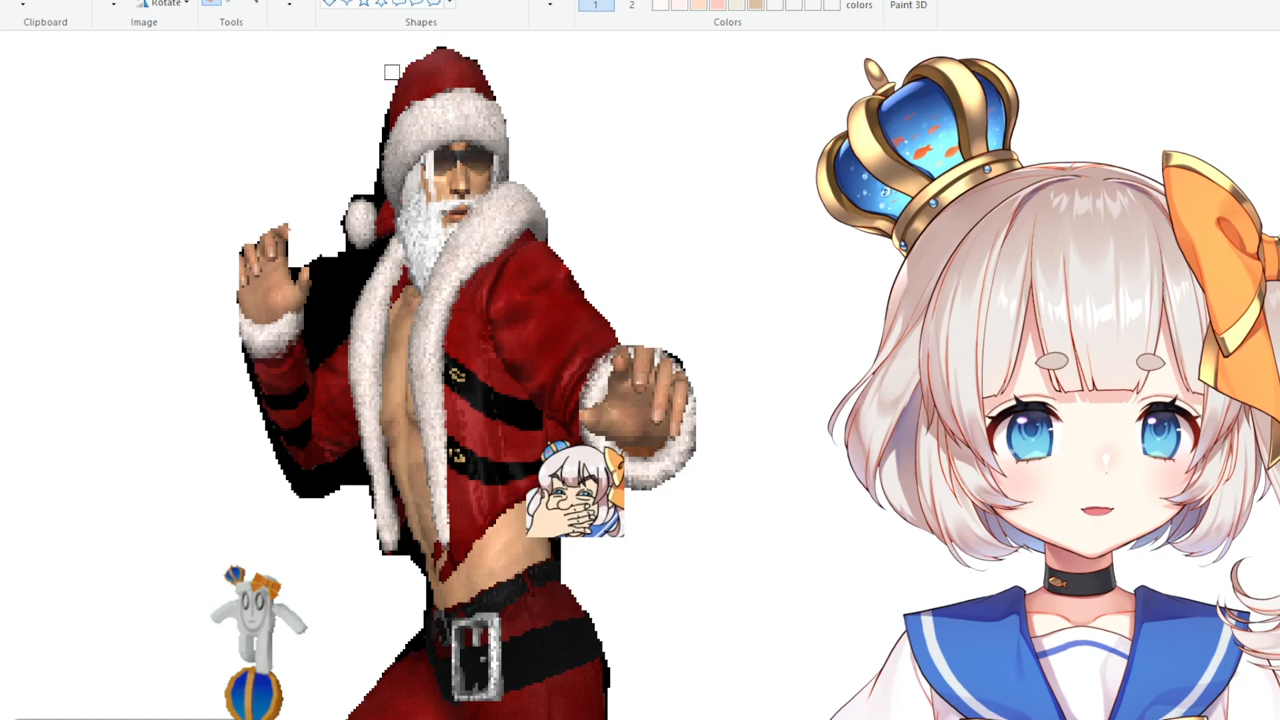 Rotate
1
2
colors
Paint 3D
Clipboard
Image
Tools
Shapes
Colors